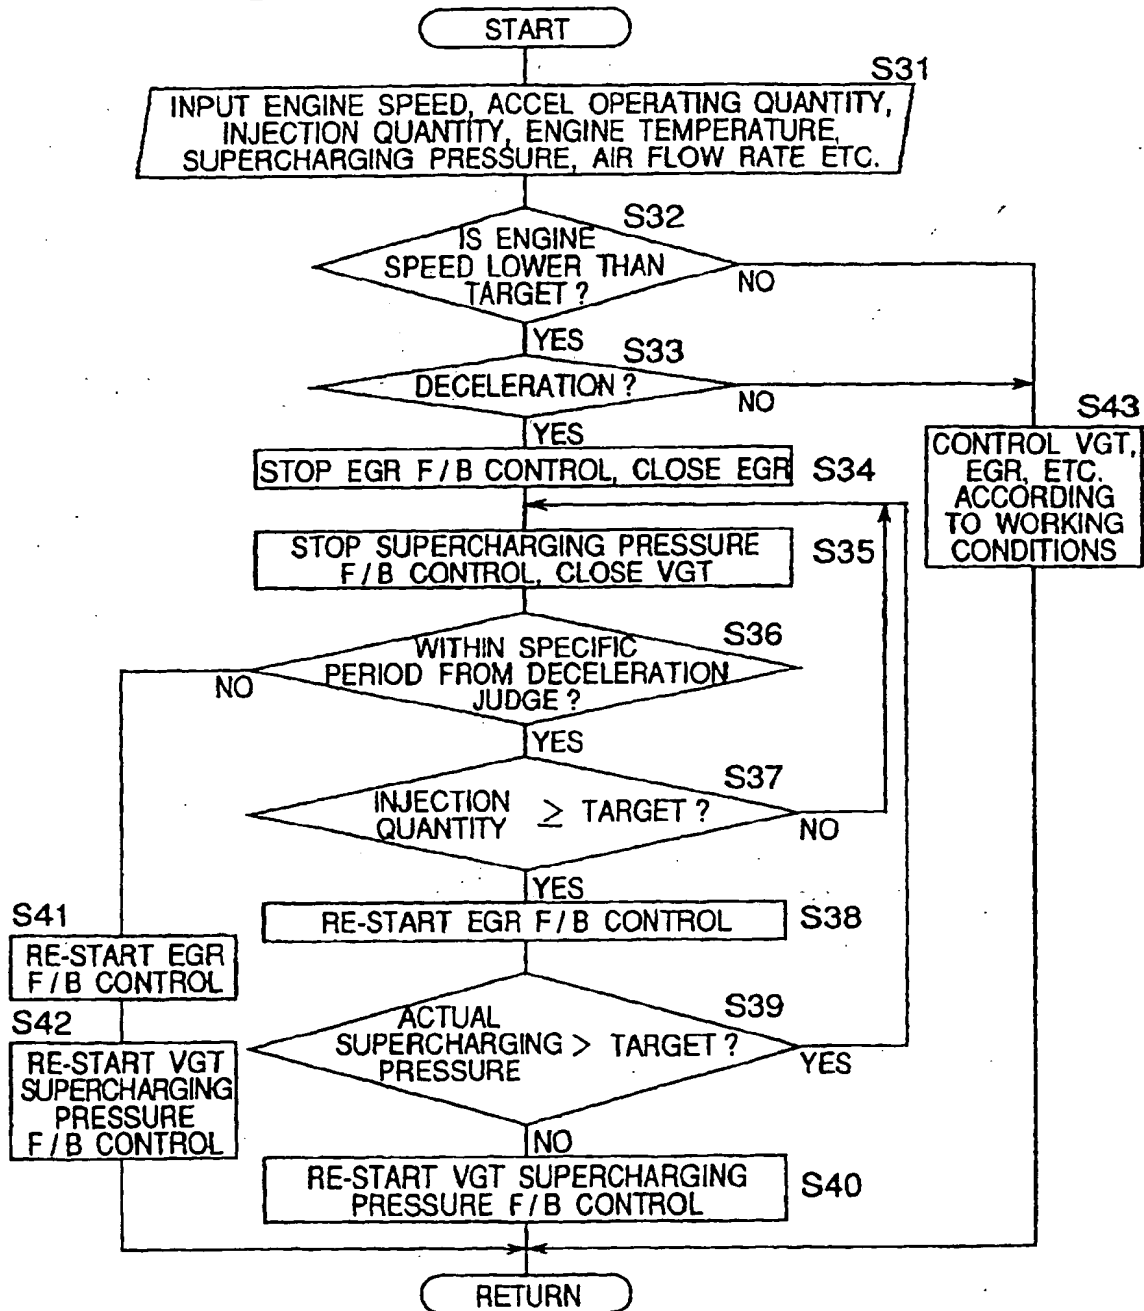 START
S31
INPUT ENGINE SPEED, ACCEL OPERATING QUANTITY,
INJECTION QUANTITY, ENGINE TEMPERATURE,
SUPERCHARGING PRESSURE, AIR FLOW RATE ETC.
S32
IS ENGINE
SPEED LOWER THAN
TARGET ?
NO
YES
S33
DECELERATION ?
NO
YES
S43
CONTROL VGT,
EGR, ETC.
ACCORDING
TO WORKING
CONDITIONS
STOP EGR F/B CONTROL, CLOSE EGR
S34
STOP SUPERCHARGING PRESSURE
F/B CONTROL, CLOSE VGT
S35
S36
WITHIN SPECIFIC
PERIOD FROM DECELERATION
JUDGE ?
NO
YES
S37
INJECTION
QUANTITY ≥ TARGET ?
NO
YES
RE-START EGR F/B CONTROL
S38
S41
RE-START EGR
F/B CONTROL
S42
RE-START VGT
SUPERCHARGING
PRESSURE
F/B CONTROL
S39
ACTUAL
SUPERCHARGING > TARGET ?
PRESSURE
YES
NO
RE-START VGT SUPERCHARGING
PRESSURE F/B CONTROL
S40
RETURN